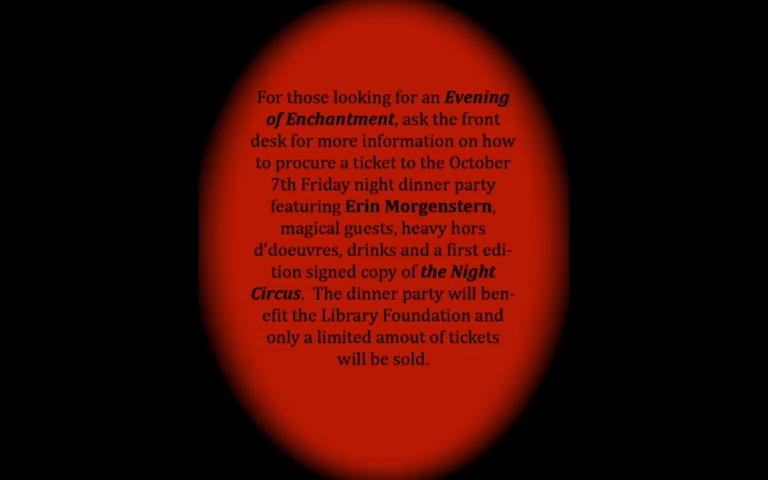 For those looking for an Evening
of Enchantment, ask the front
desk for more information on how
to procure a ticket to the October
7th Friday night dinner party
featuring Erin Morgenstern,
magical guests, heavy hors
d'doeuvres, drinks and a first edi-
tion signed copy of the Night
Circus.  The dinner party will ben-
efit the Library Foundation and
only a limited amout of tickets
will be sold.